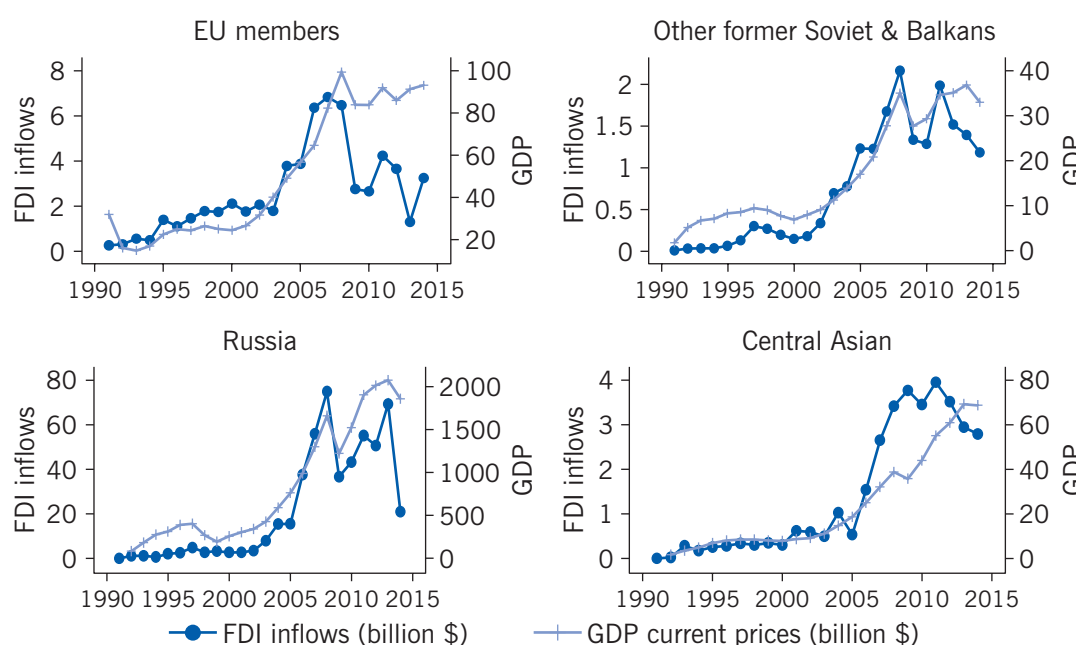 EU members
FDI inflows
8
6
4
2
0
100
80
60
40
20
GDP
1990 1995 2000 2005 2010 2015
Other former Soviet & Balkans
FDI inflows
2
1.5
1
0.5
0
40
30
20
10
0
GDP
1990 1995 2000 2005 2010 2015
Russia
FDI inflows
80
60
40
20
0
2000
1500
1000
500
0
GDP
1990 1995 2000 2005 2010 2015
Central Asian
FDI inflows
4
3
2
1
0
80
60
40
20
0
GDP
1990 1995 2000 2005 2010 2015
FDI inflows (billion $) GDP current prices (billion $)